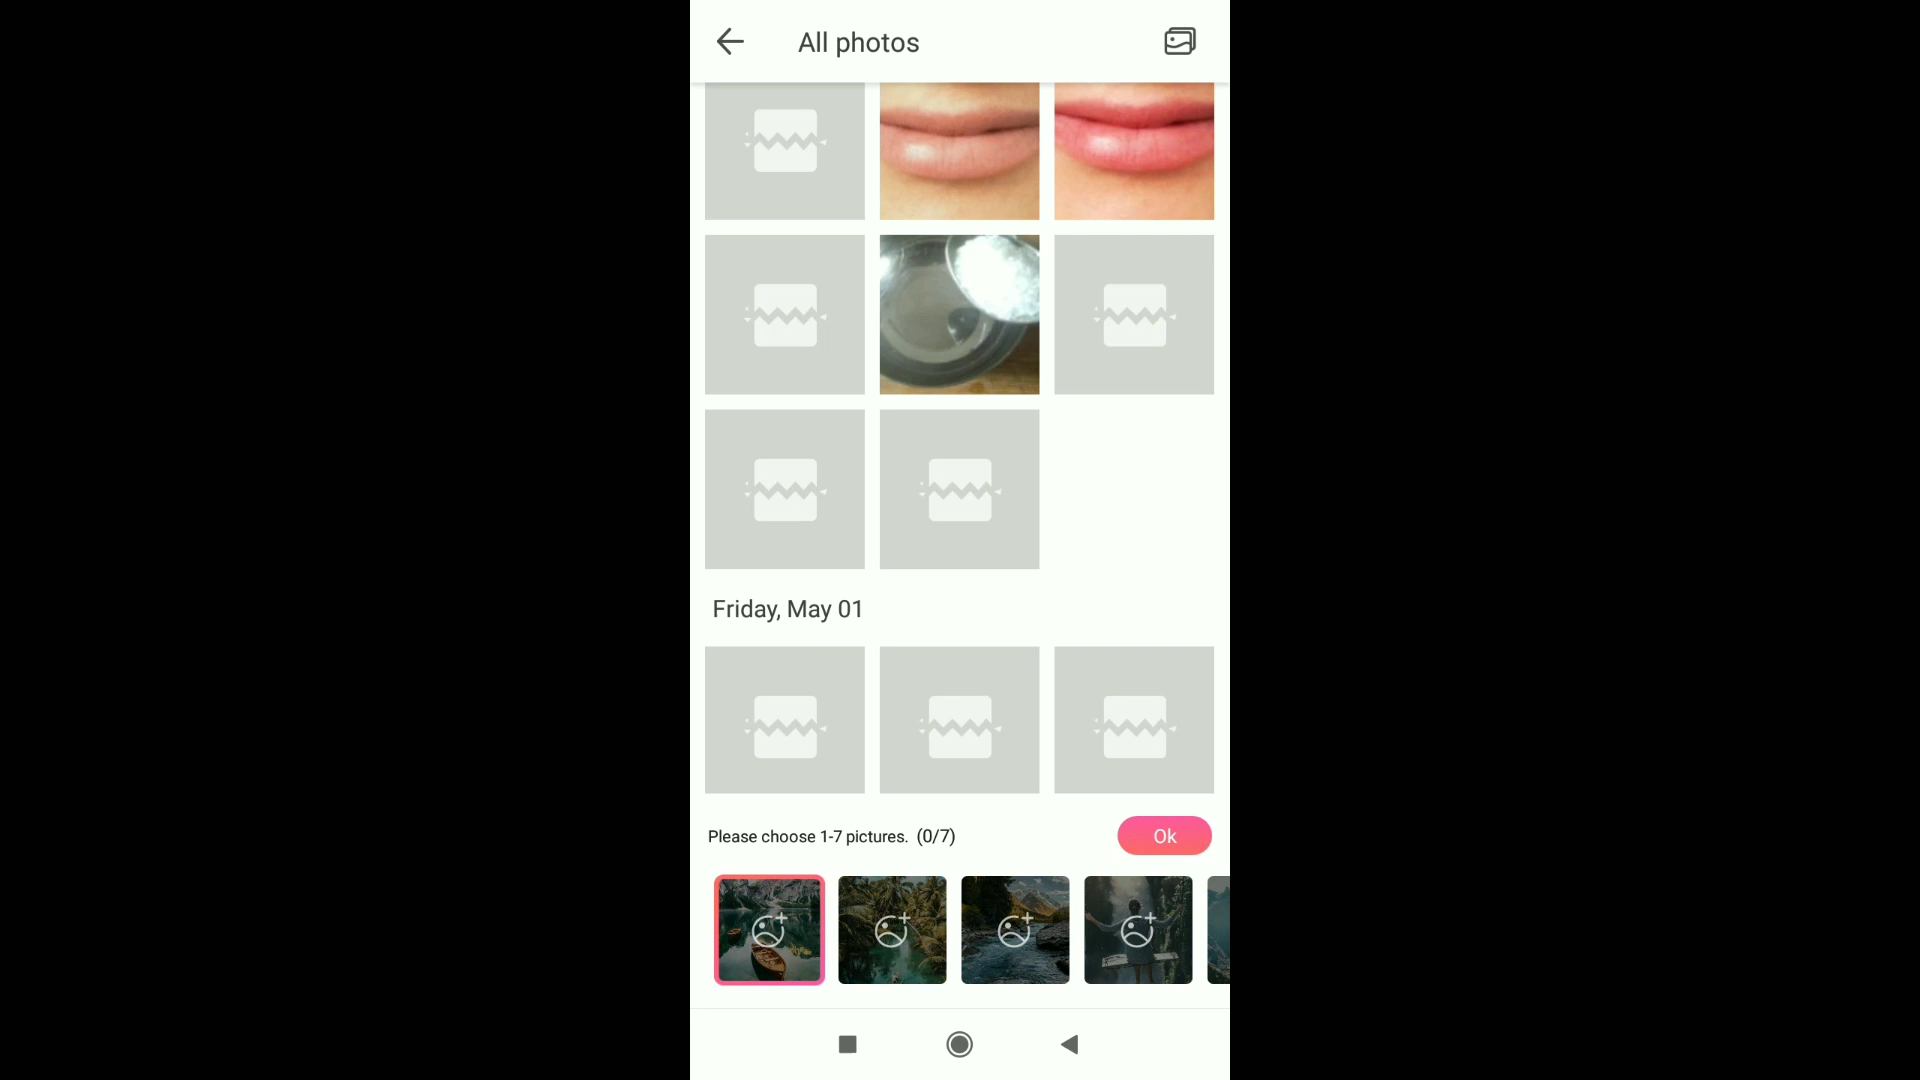 All photos
Friday, May 01
Please choose 1-7 pictures. (0/7)
Ok